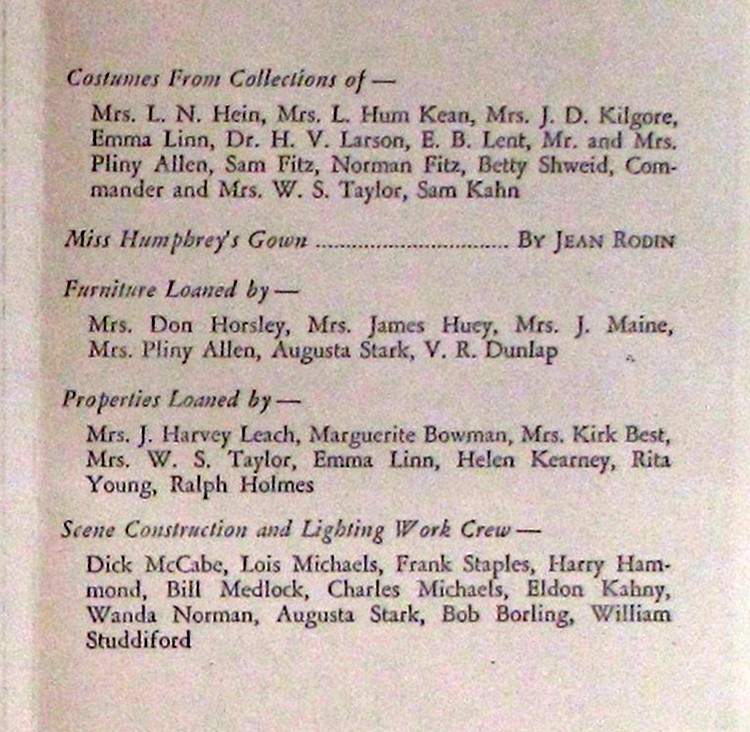 Costumes From Collections of —
Mrs. L. N. Hein, Mrs. L. Hum Kean, Mrs. J. D. Kilgore,
Emma Linn, Dr. H. V. Larson, E. B. Lent, Mr. and Mrs.
Pliny Allen, Sam Fitz, Norman Fitz, Betty Shweid, Com-
mander and Mrs. W. S. Taylor, Sam Kahn
Miss Humphrey's Gown ................................ By Jean Rodin
Furniture Loaned by —
Mrs. Don Horsley, Mrs. James Huey, Mrs. J. Maine,
Mrs. Pliny Allen, Augusta Stark, V. R. Dunlap
Properties Loaned by —
Mrs. J. Harvey Leach, Marguerite Bowman, Mrs. Kirk Best,
Mrs. W. S. Taylor, Emma Linn, Helen Kearney, Rita
Young, Ralph Holmes
Scene Construction and Lighting Work Crew —
Dick McCabe, Lois Michaels, Frank Staples, Harry Ham-
mond, Bill Medlock, Charles Michaels, Eldon Kahny,
Wanda Norman, Augusta Stark, Bob Borling, William
Studdiford